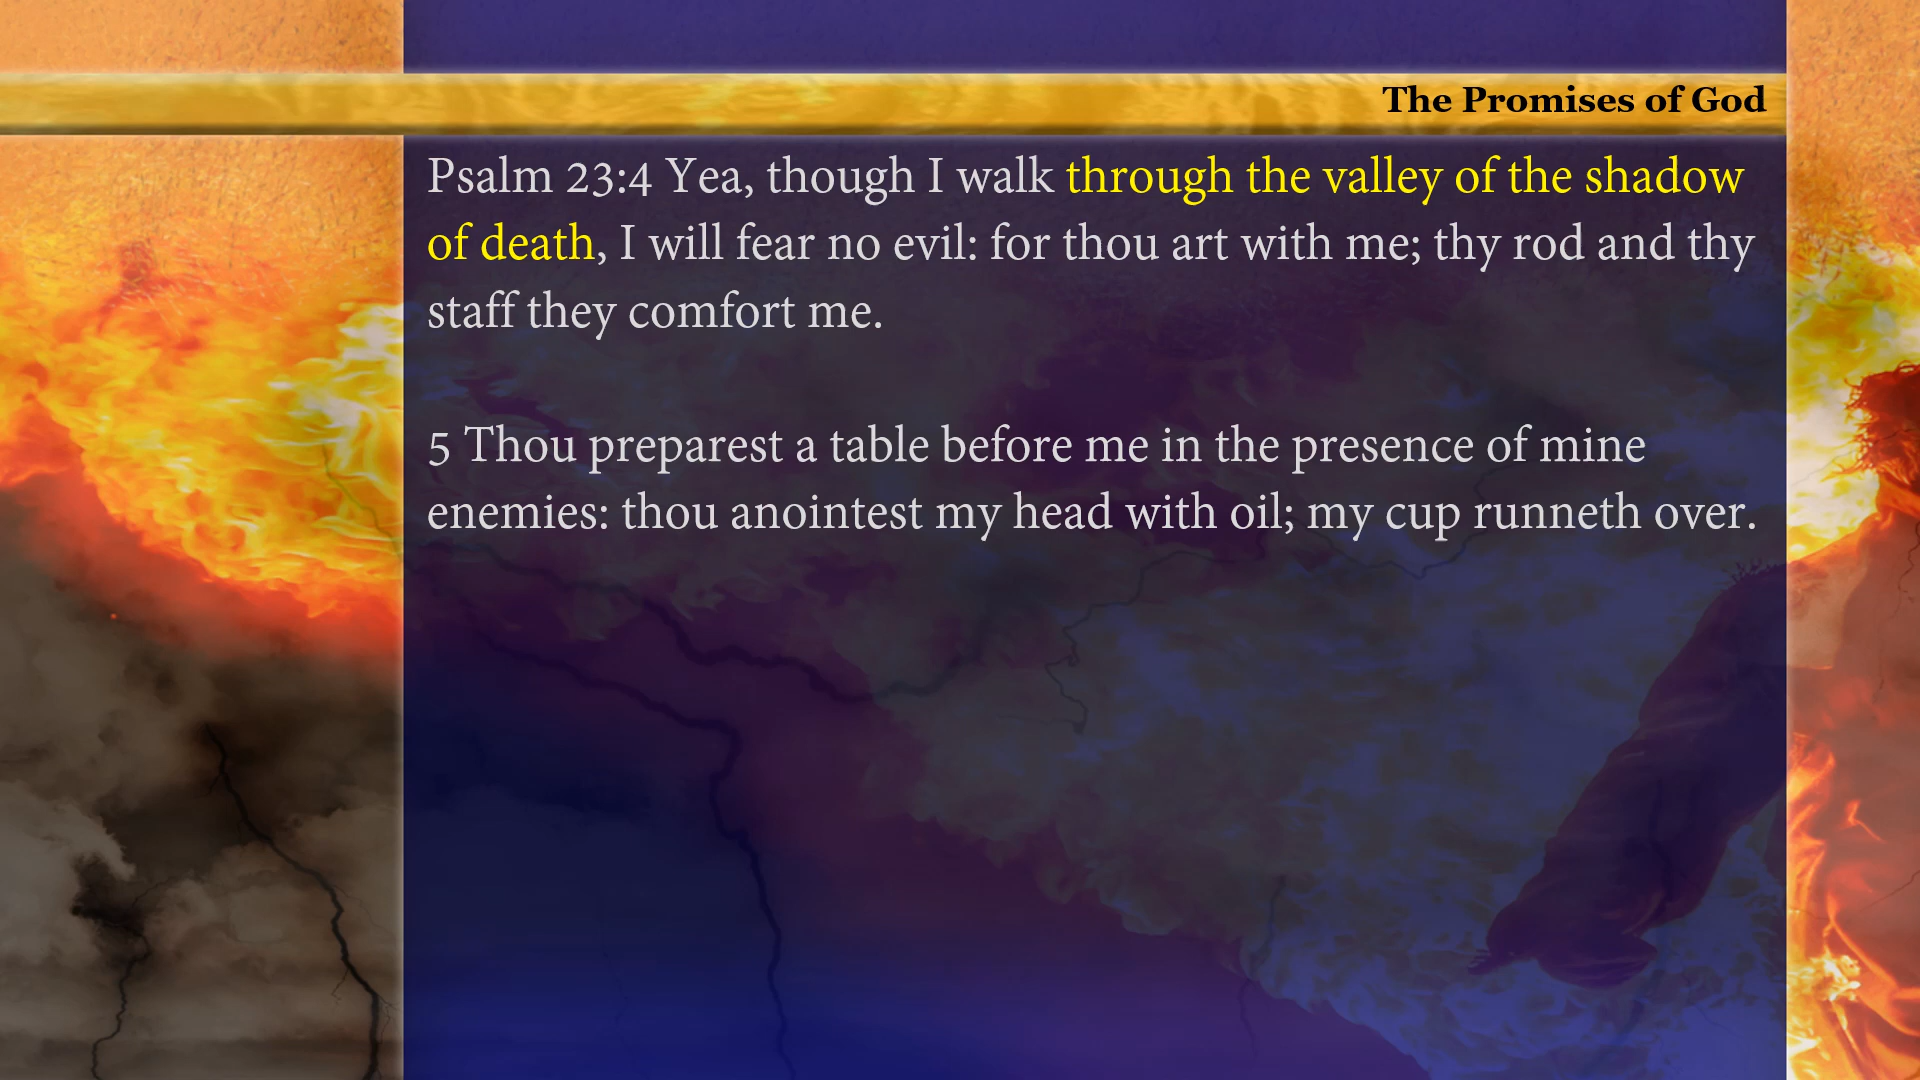 The Promises of God
Psalm 23:4 Yea, though I walk through the valley of the shadow
of death, I will fear no evil: for thou art with me; thy rod and thy
staff they comfort me.
5 Thou preparest a table before me in the presence of mine
enemies: thou anointest my head with oil; my cup runneth over.